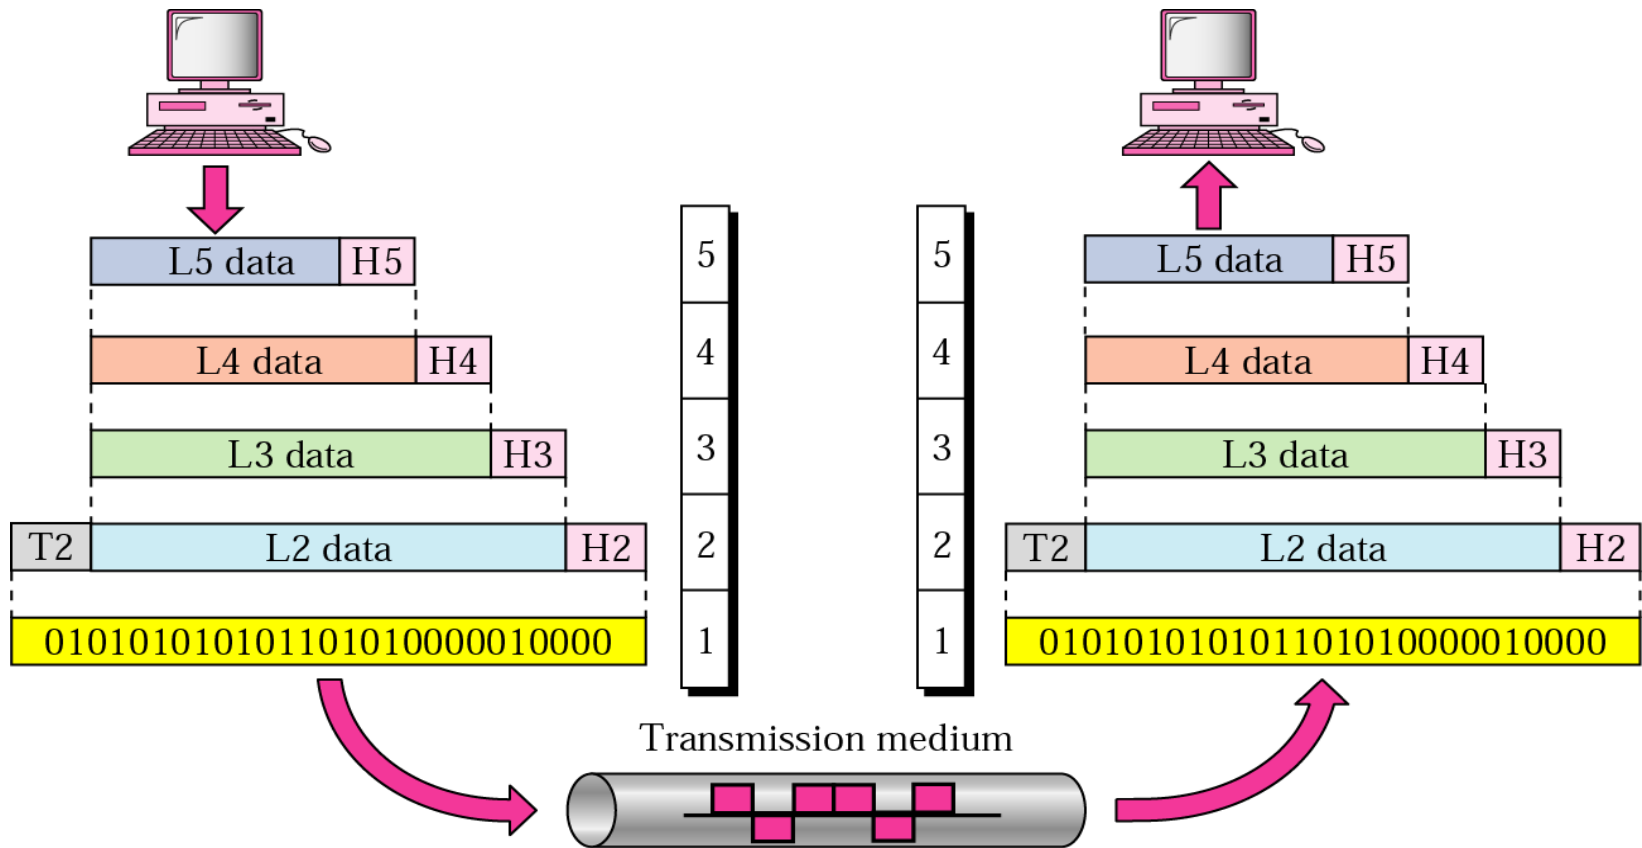 L5 data H5 5 5 L5 data H5
L4 data H4 4 4 L4 data H4
L3 data H3 3 3 L3 data H3
T2 L2 data H2 2 2 T2 L2 data H2
010101010101101010000010000 1 1 010101010101101010000010000
Transmission medium